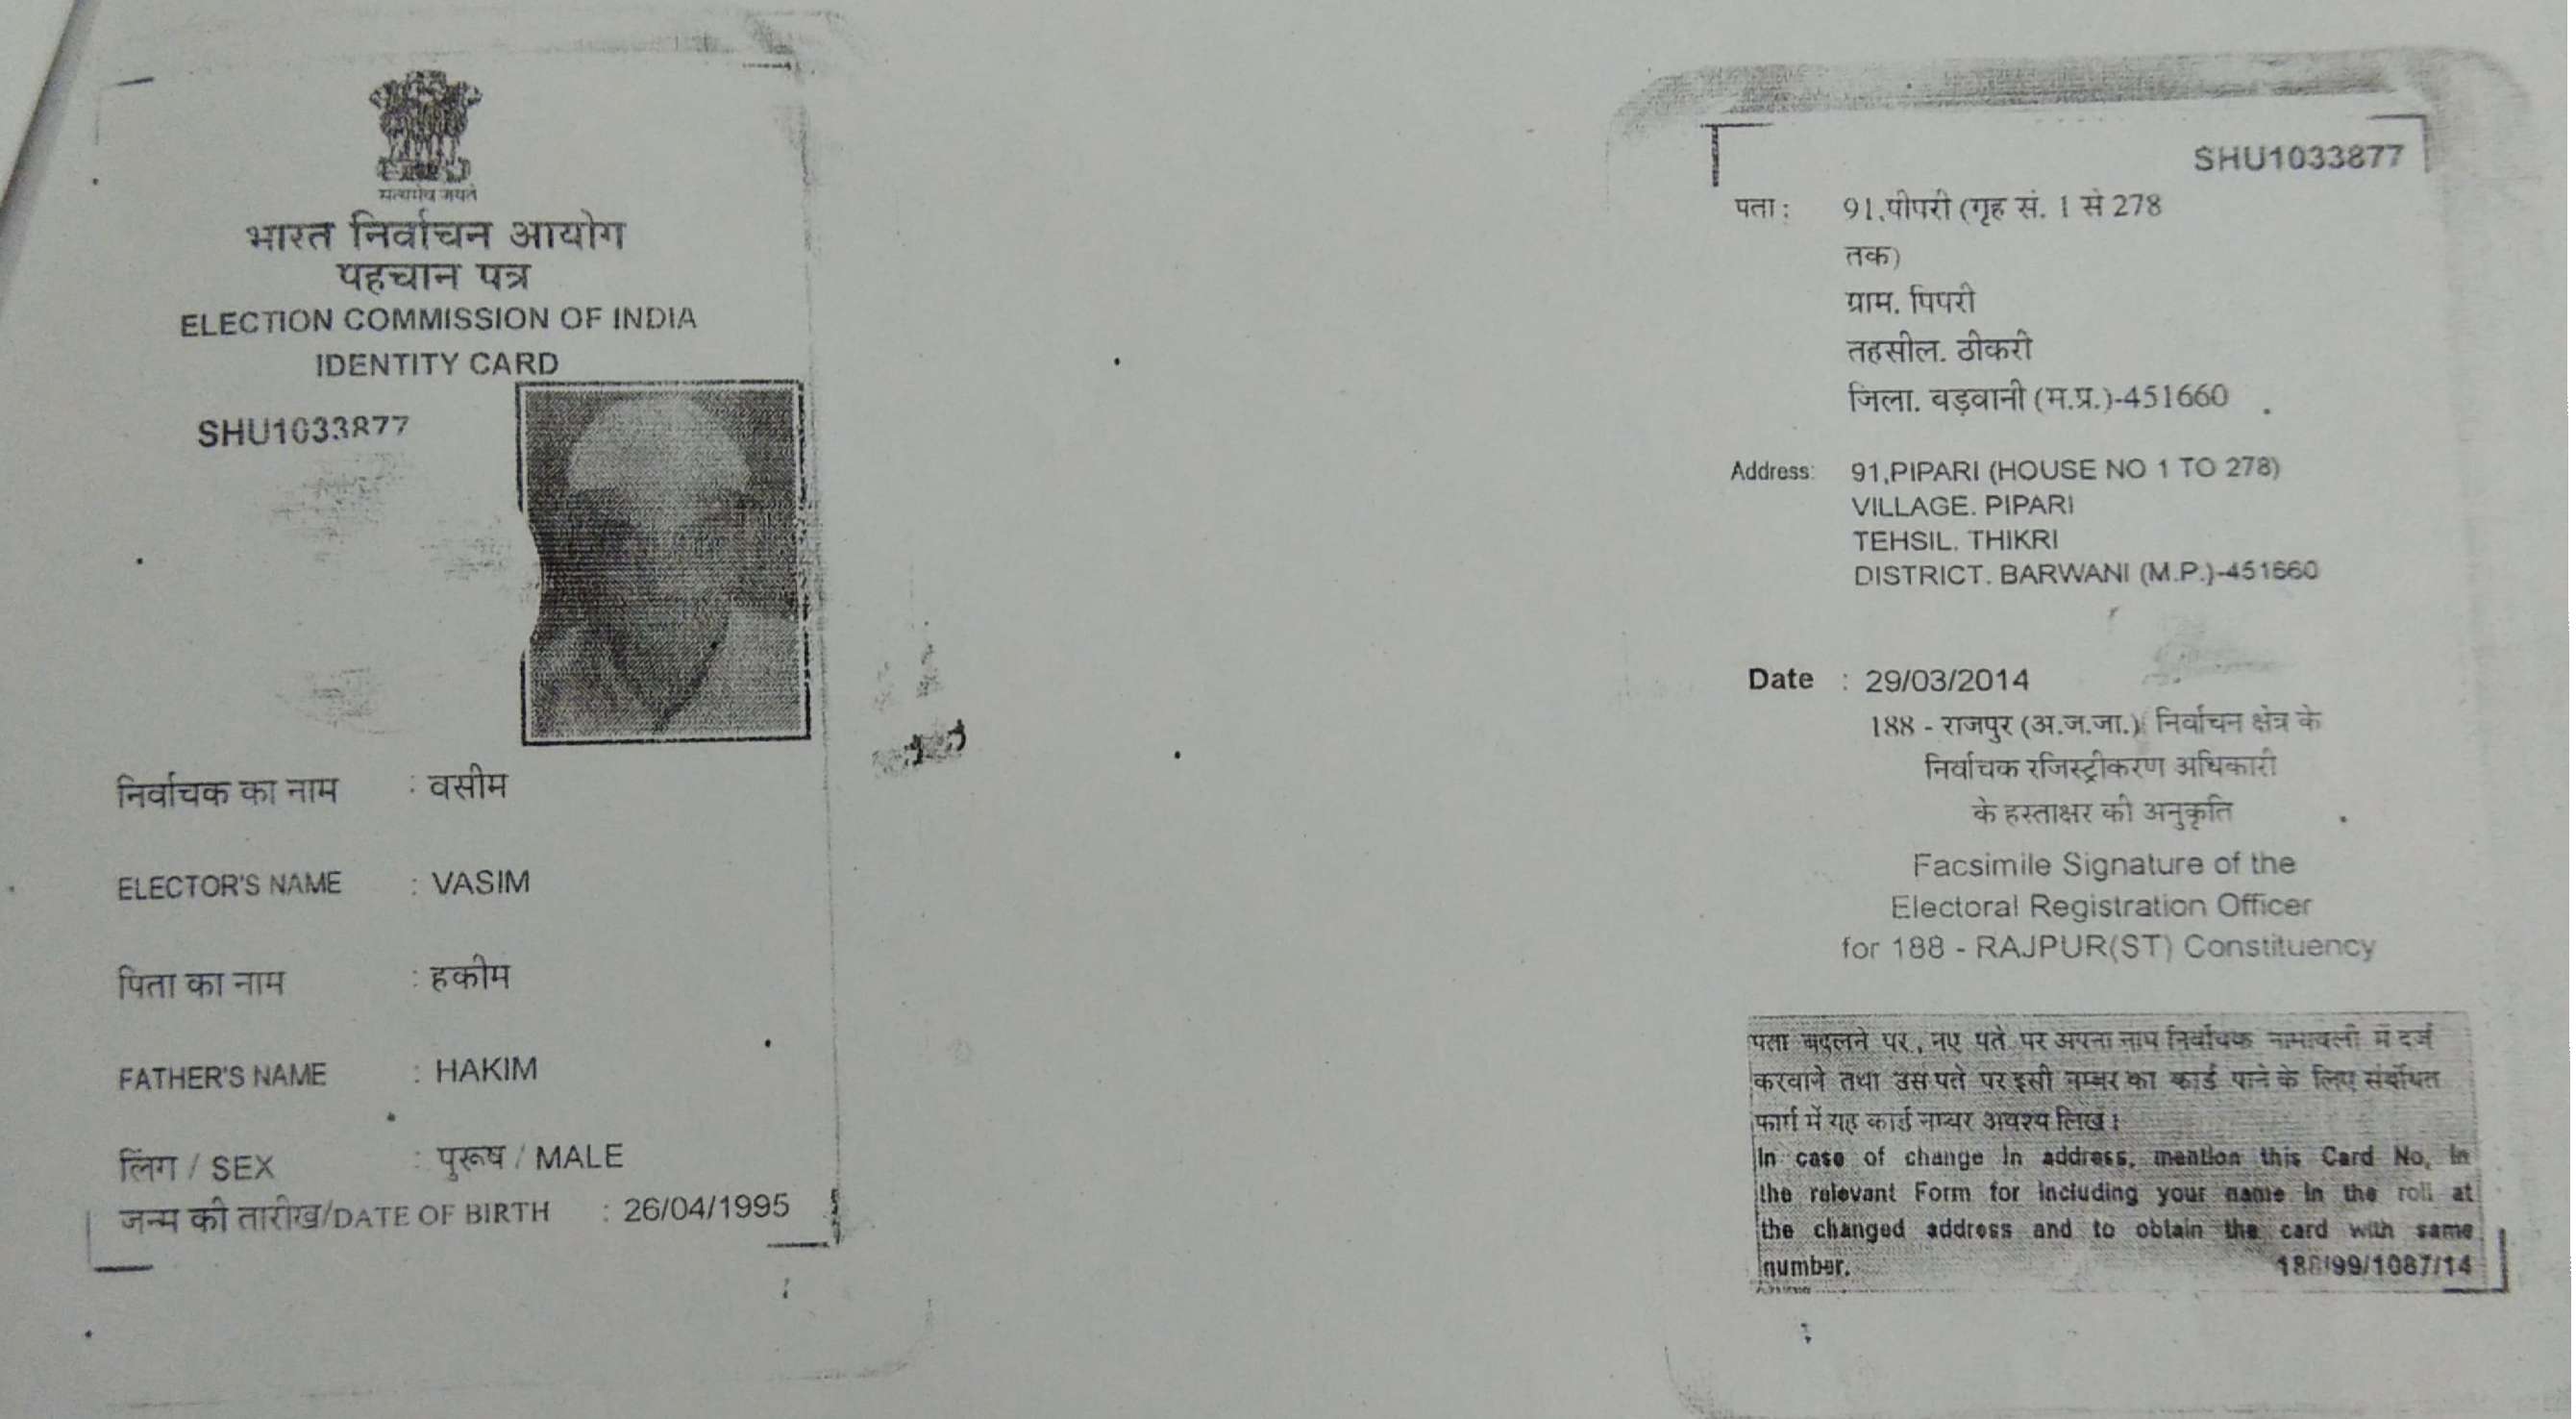 सत्यमेव जयते
भारत निर्वाचन आयोग
पहचान पत्र
ELECTION COMMISSION OF INDIA
IDENTITY CARD
SHU1033877
निर्वाचक का नाम : वसीम
ELECTOR'S NAME : VASIM
पिता का नाम : हकीम
FATHER'S NAME : HAKIM
लिंग / SEX : पुरूष / MALE
जन्म की तारीख/DATE OF BIRTH : 26/04/1995
SHU1033877
पता : 91,पीपरी (गृह सं. 1 से 278
तक)
ग्राम. पिपरी
तहसील. ठीकरी
जिला. बड़वानी (म.प्र.)-451660
Address: 91,PIPARI (HOUSE NO 1 TO 278)
VILLAGE. PIPARI
TEHSIL. THIKRI
DISTRICT. BARWANI (M.P.)-451660
Date : 29/03/2014
188 - राजपुर (अ.ज.जा.) निर्वाचन क्षेत्र के
निर्वाचक रजिस्ट्रीकरण अधिकारी
के हस्ताक्षर की अनुकृति
Facsimile Signature of the
Electoral Registration Officer
for 188 - RAJPUR(ST) Constituency
पता बदलने पर, नए पते पर अपना नाम निर्वाचक नामावली में दर्ज
करवाने तथा उस पते पर इसी नम्बर का कार्ड पाने के लिए संबंधित
फार्म में यह कार्ड नम्बर अवश्य लिखें।
In case of change in address, mention this Card No, in
the relevant Form for including your name in the roll at
the changed address and to obtain the card with same
number. 188/99/1087/14